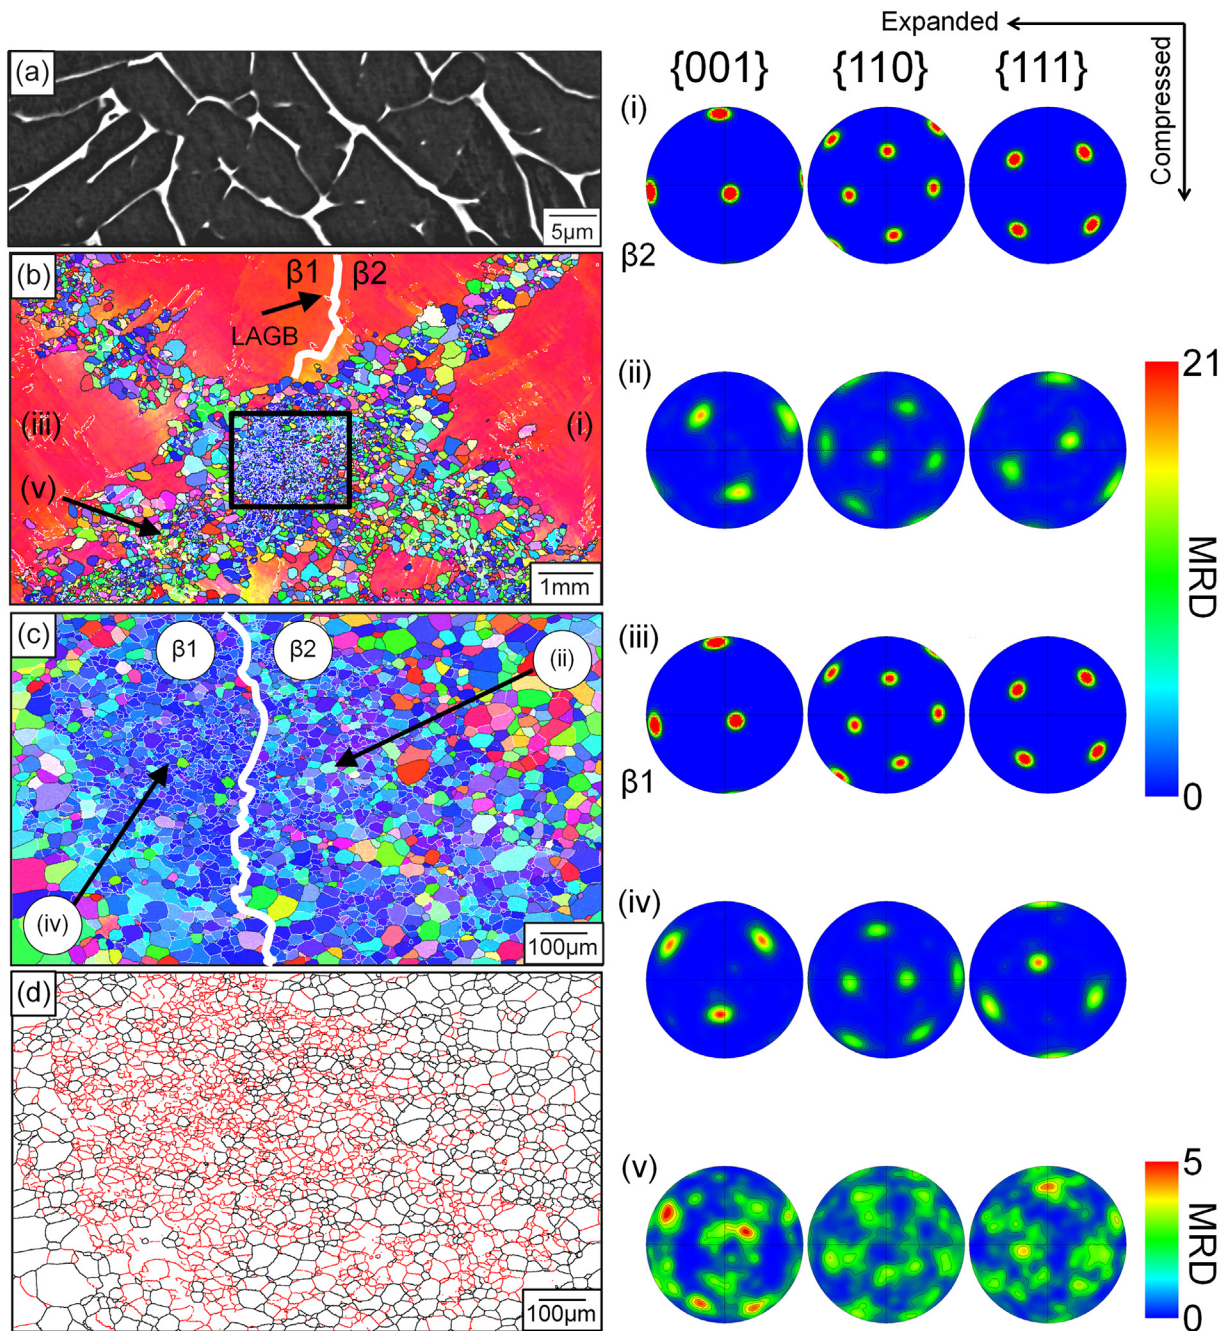 (a)
5µm
(b)
β1
β2
LAGB
(iii)
(i)
(v)
1mm
(c)
β1
β2
(ii)
(iv)
100µm
(d)
100µm
Expanded
Compressed
{001}
{110}
{111}
(i)
β2
(ii)
21
MRD
0
(iii)
β1
(iv)
(v)
5
MRD
0